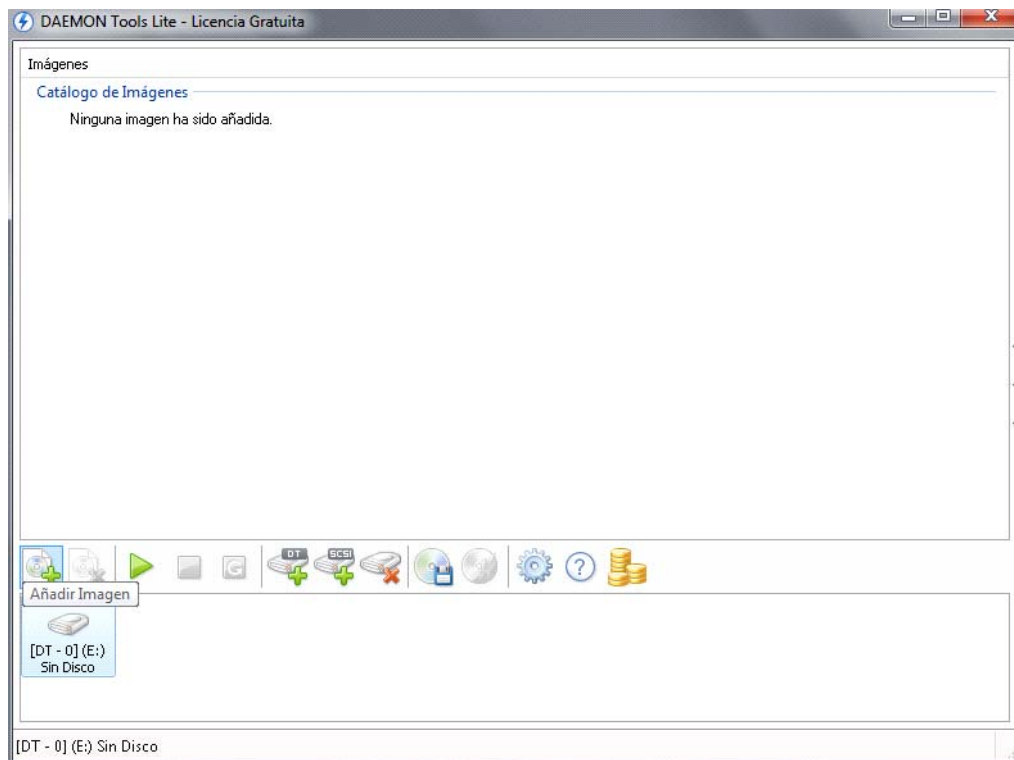 DAEMON Tools Lite - Licencia Gratuita
Imágenes
Catálogo de Imágenes
Ninguna imagen ha sido añadida.
DT
SCSI
Añadir Imagen
[DT - 0] (E:)
Sin Disco
[DT - 0] (E:) Sin Disco